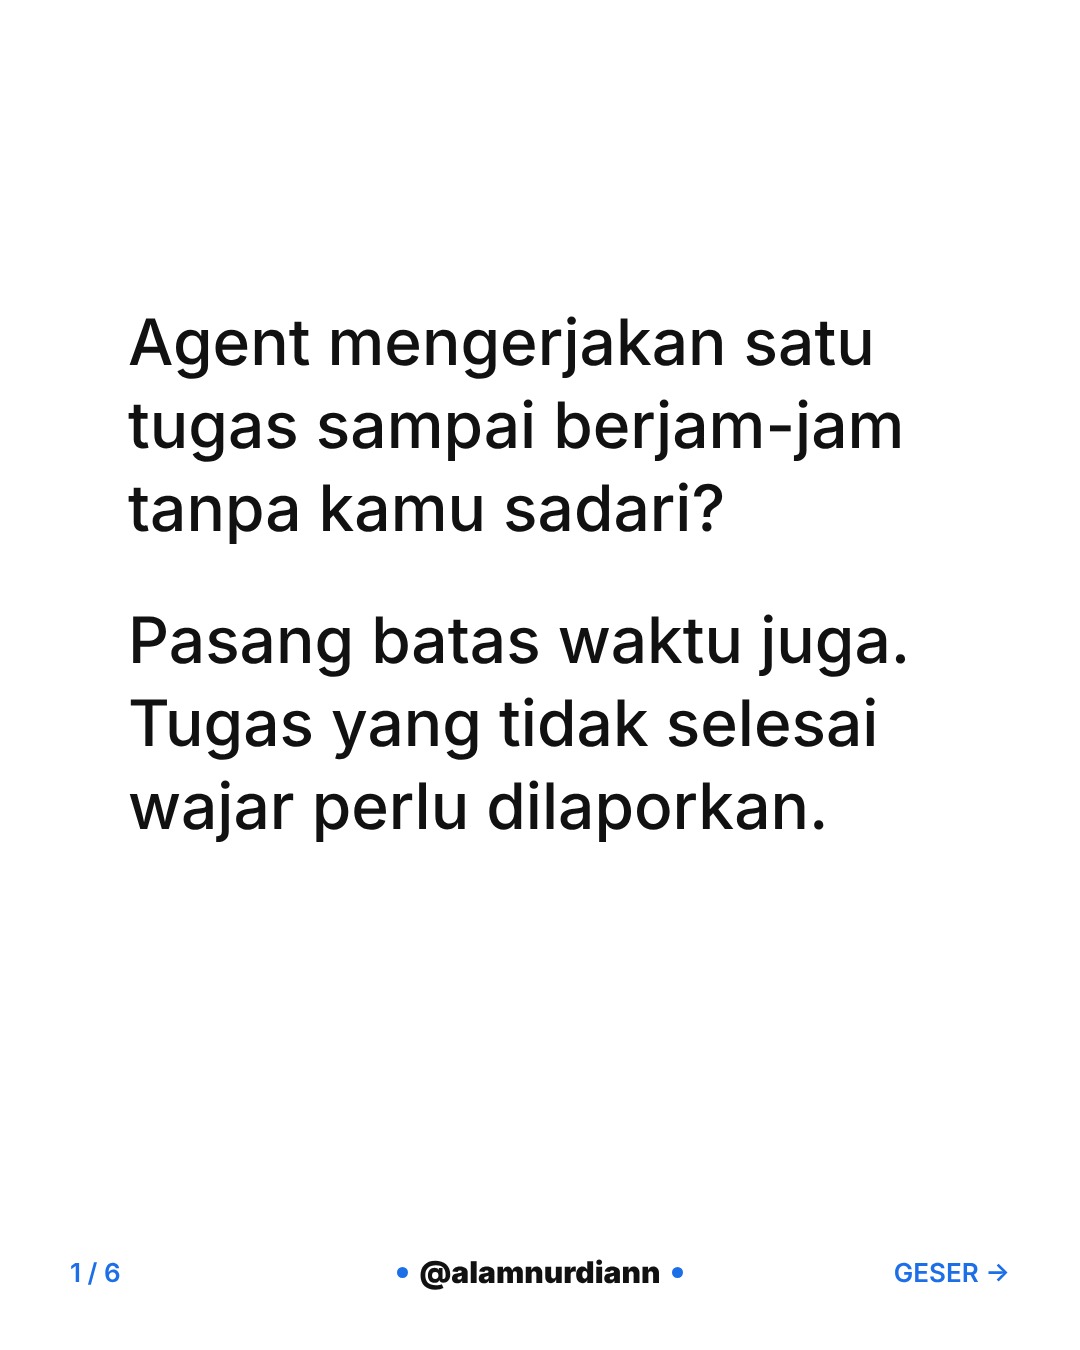 Agent mengerjakan satu
tugas sampai berjam-jam
tanpa kamu sadari?
Pasang batas waktu juga.
Tugas yang tidak selesai
wajar perlu dilaporkan.
1 / 6
• @alamnurdiann •
GESER →